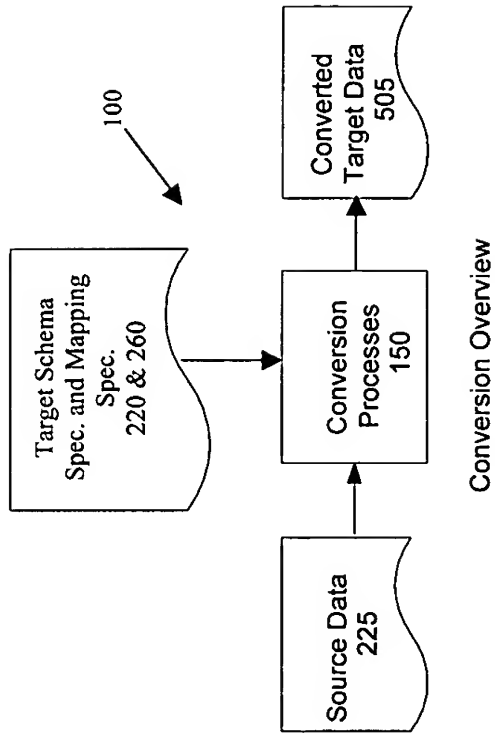 100
Target Schema
Spec. and Mapping
Spec.
220 & 260
Source Data
225
Conversion
Processes
150
Converted
Target Data
505
Conversion Overview